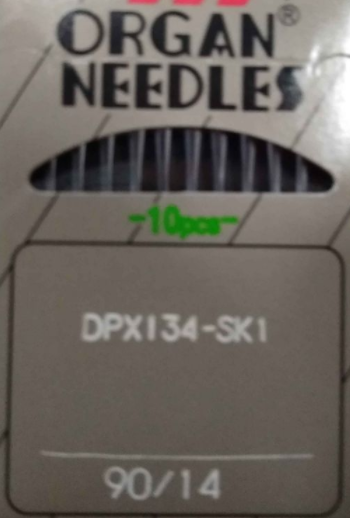 ORGAN®
NEEDLES
-10pcs-
DPX134-SK1
90/14